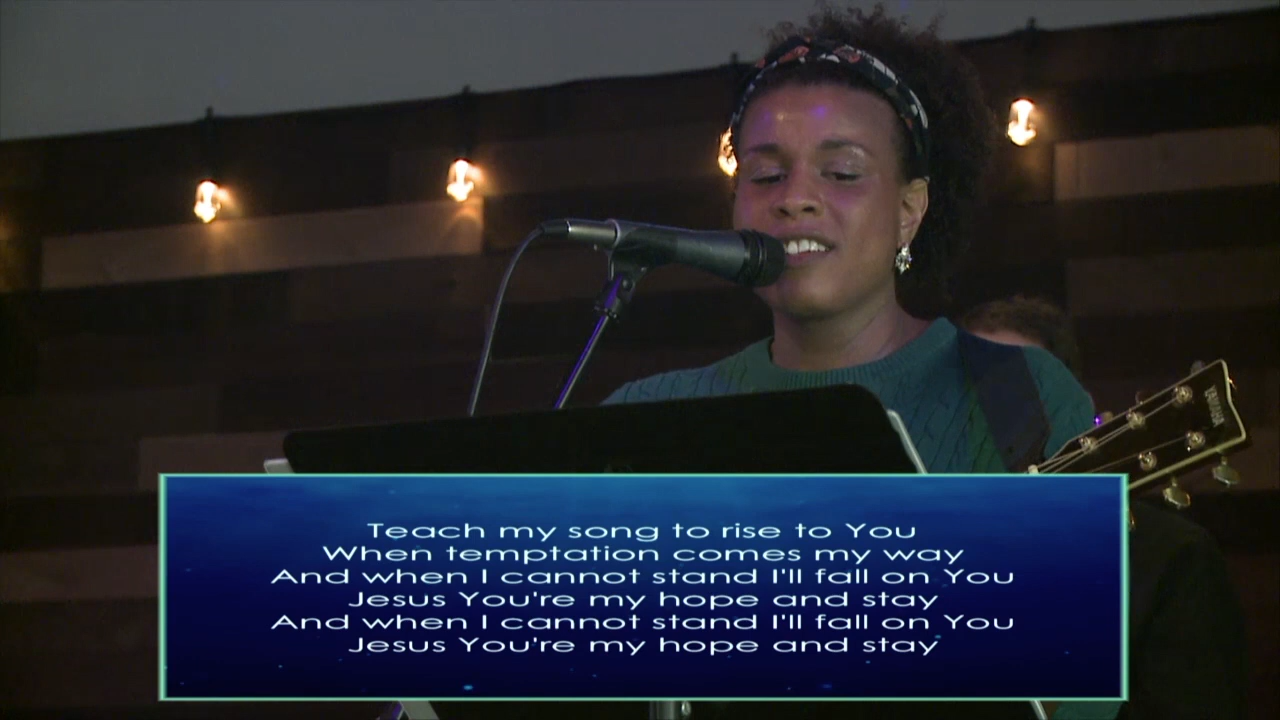 Teach my song to rise to You
When temptation comes my way
And when I cannot stand I'll fall on You
Jesus You're my hope and stay
And when I cannot stand I'll fall on You
Jesus You're my hope and stay